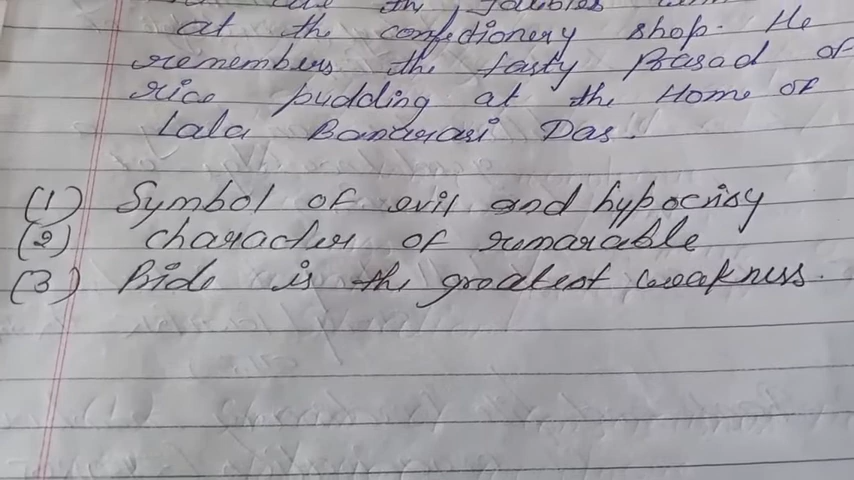 at the confectionery shop. He
remembers the tasty Prasad of
rice pudding at the Home of
Lala Banarasi Das.
(1) Symbol of evil and hypocrisy
(2) character of remarable
(3) Pride is the greatest weakness.